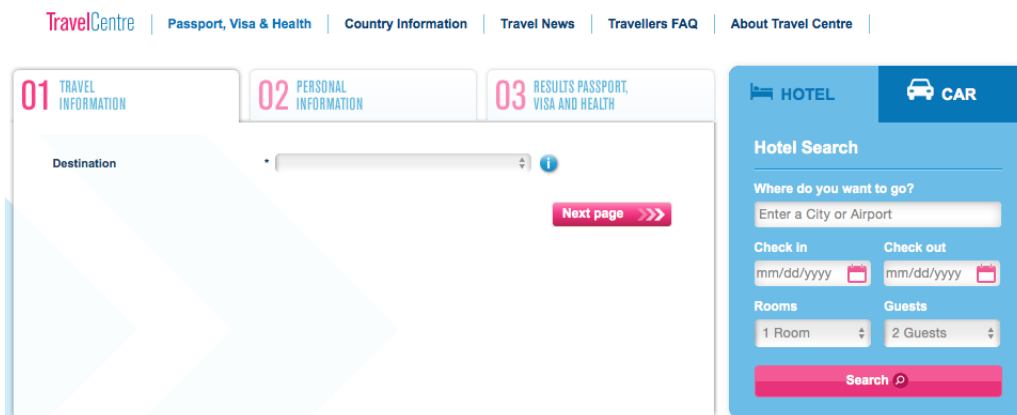 TravelCentre
Passport, Visa & Health
Country Information
Travel News
Travellers FAQ
About Travel Centre
01 TRAVEL
INFORMATION
02 PERSONAL
INFORMATION
03 RESULTS PASSPORT,
VISA AND HEALTH
Destination *
i
Next page
HOTEL
CAR
Hotel Search
Where do you want to go?
Enter a City or Airport
Check in
Check out
mm/dd/yyyy
mm/dd/yyyy
Rooms
Guests
1 Room
2 Guests
Search